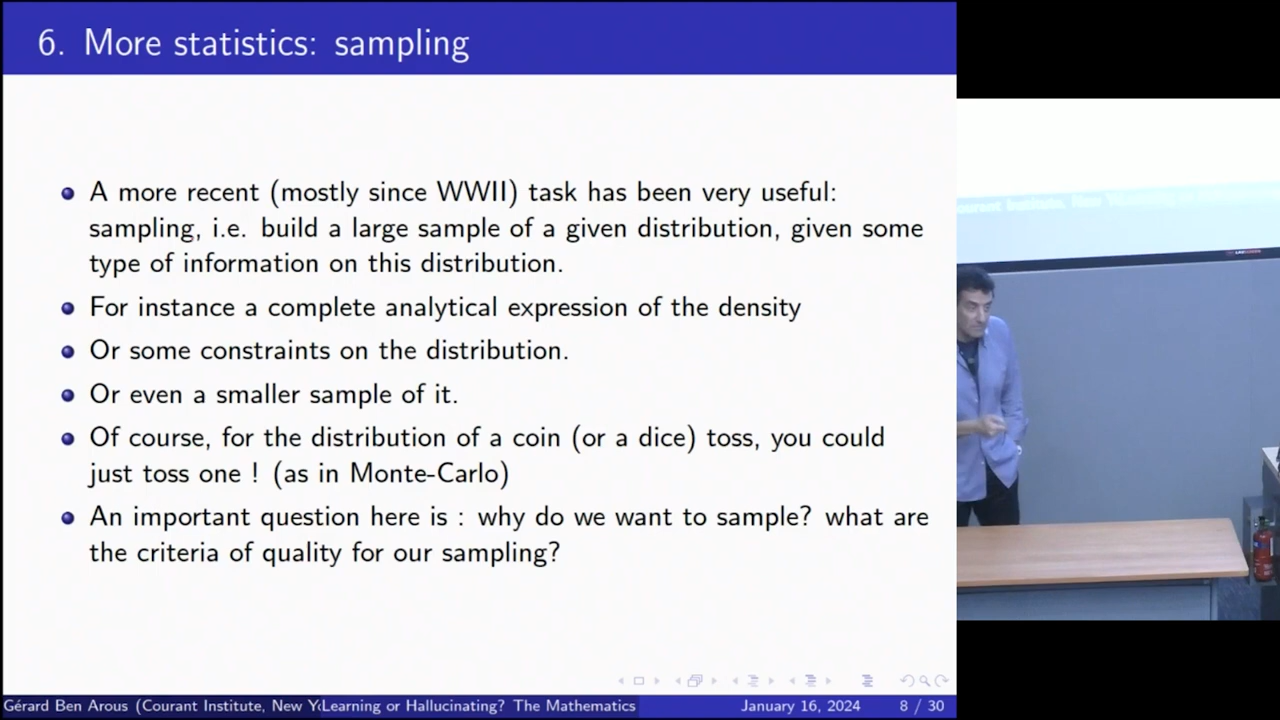 6. More statistics: sampling
A more recent (mostly since WWII) task has been very useful:
sampling, i.e. build a large sample of a given distribution, given some
type of information on this distribution.
For instance a complete analytical expression of the density
Or some constraints on the distribution.
Or even a smaller sample of it.
Of course, for the distribution of a coin (or a dice) toss, you could
just toss one ! (as in Monte-Carlo)
An important question here is : why do we want to sample? what are
the criteria of quality for our sampling?
Gérard Ben Arous (Courant Institute, New Y Learning or Hallucinating? The Mathematics January 16, 2024 8 / 30